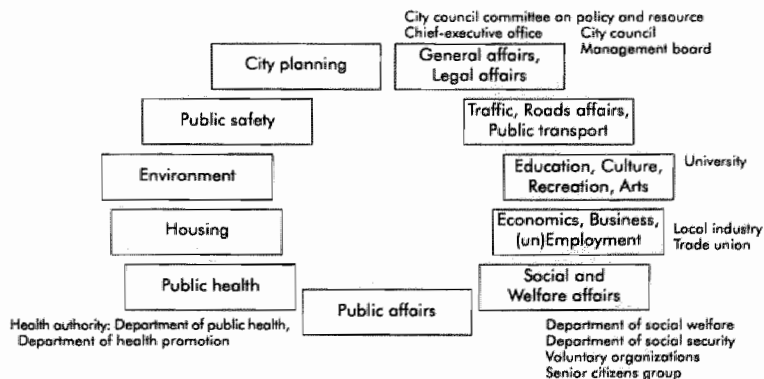 City council committee on policy and resource
Chief-executive office City council
Management board
City planning
General affairs,
Legal affairs
Public safety
Traffic, Roads affairs,
Public transport
Environment
Education, Culture,
Recreation, Arts
University
Housing
Economics, Business,
(un)Employment
Local industry
Trade union
Public health
Social and
Welfare affairs
Public affairs
Health authority: Department of public health,
Department of health promotion
Department of social welfare
Department of social security
Voluntary organizations
Senior citizens group